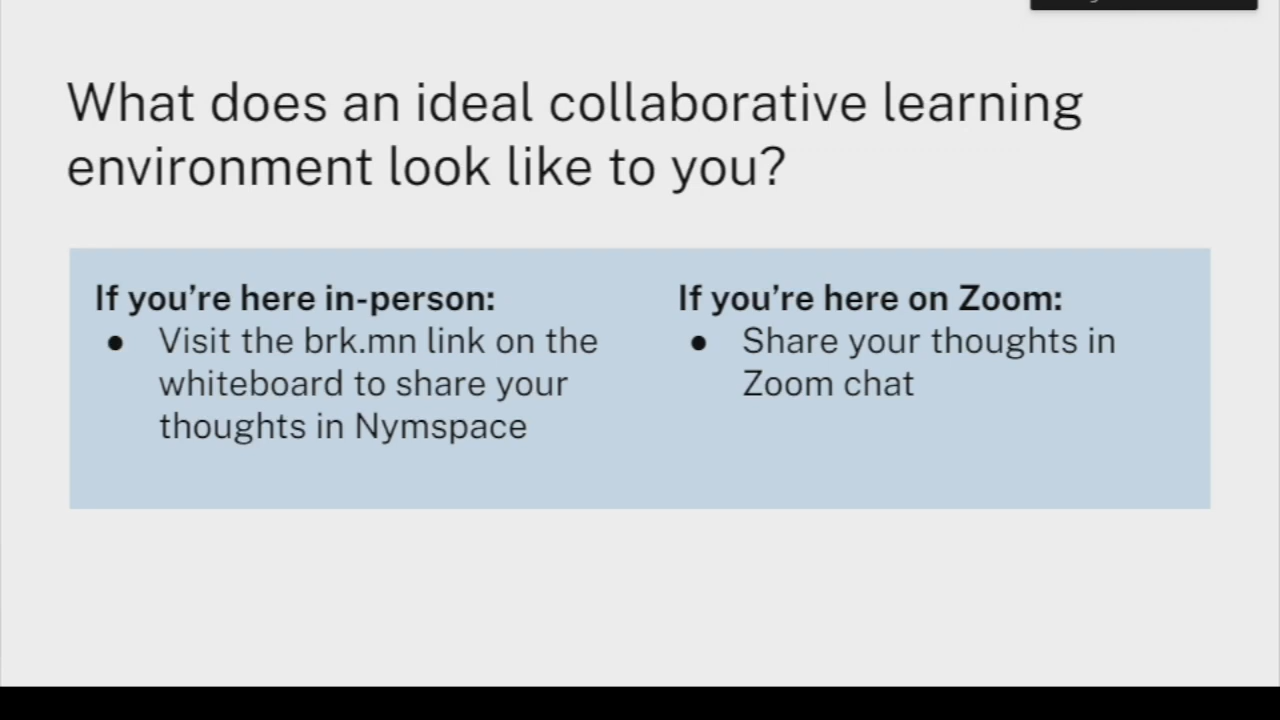 What does an ideal collaborative learning
environment look like to you?
If you're here in-person:
● Visit the brk.mn link on the
whiteboard to share your
thoughts in Nymspace
If you're here on Zoom:
● Share your thoughts in
Zoom chat